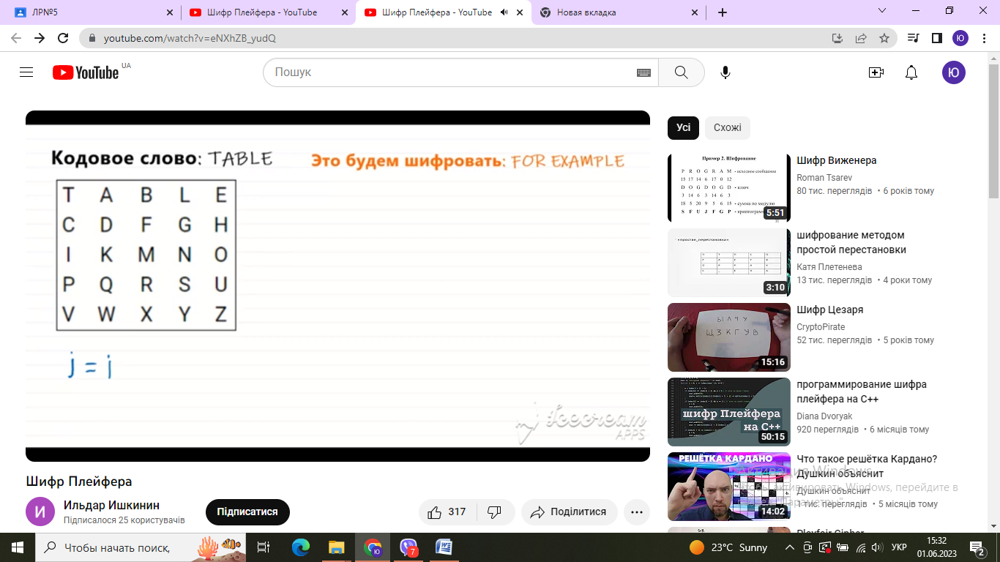 ЛР№5
Шифр Плейфера - YouTube
Шифр Плейфера - YouTube
Новая вкладка
youtube.com/watch?v=eNXhZB_yudQ
Ю
YouTube UA
Пошук
Ю
Кодовое слово: TABLE
Это будем шифровать: FOR EXAMPLE
T A B L E
C D F G H
I K M N O
P Q R S U
V W X Y Z
j = i
Icecream
APPS
Шифр Плейфера
И
Ильдар Ишкинин
Підписалося 25 користувачів
Підписатися
317
Поділитися
Усі
Схожі
Пример 2. Шифрование
P R O G R A M - исходное сообщение
15 17 14 6 17 0 12
D O G D O G D - ключ
3 14 6 3 14 6 3
18 5 20 9 5 6 15 - сумма по модулю
S F U J F G P - криптограм
5:51
Шифр Виженера
Roman Tsarev
80 тис. переглядів • 6 років тому
3:10
шифрование методом
простой перестановки
Катя Плетенева
13 тис. переглядів • 4 роки тому
Ы Л Ч У
Щ З К Г У В
15:16
Шифр Цезаря
CryptoPirate
52 тис. переглядів • 5 років тому
шифр Плейфера
на C++
50:15
программирование шифра
плейфера на C++
Diana Dvoryak
920 переглядів • 6 місяців тому
РЕШЁТКА КАРДАНО
14:02
Что такое решётка Кардано?
Душкин объяснит
Душкин объяснит
1 тис. переглядів • 5 місяців тому
Активация Windows
Чтобы активировать Windows, перейдите в
"Параметры".
Playfair Cipher
Чтобы начать поиск,
7
23°C Sunny
УКР
15:32
01.06.2023
2